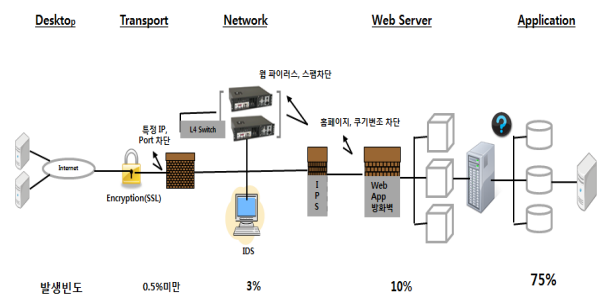 Desktop
Transport
Network
Web Server
Application
웜 파이러스, 스팸차단
특정 IP,
Port 차단
L4 Switch
홈페이지, 쿠기변조 차단
Internet
Encryption(SSL)
I
P
S
Web
App
방화벽
IDS
발생빈도
0.5%미만
3%
10%
75%